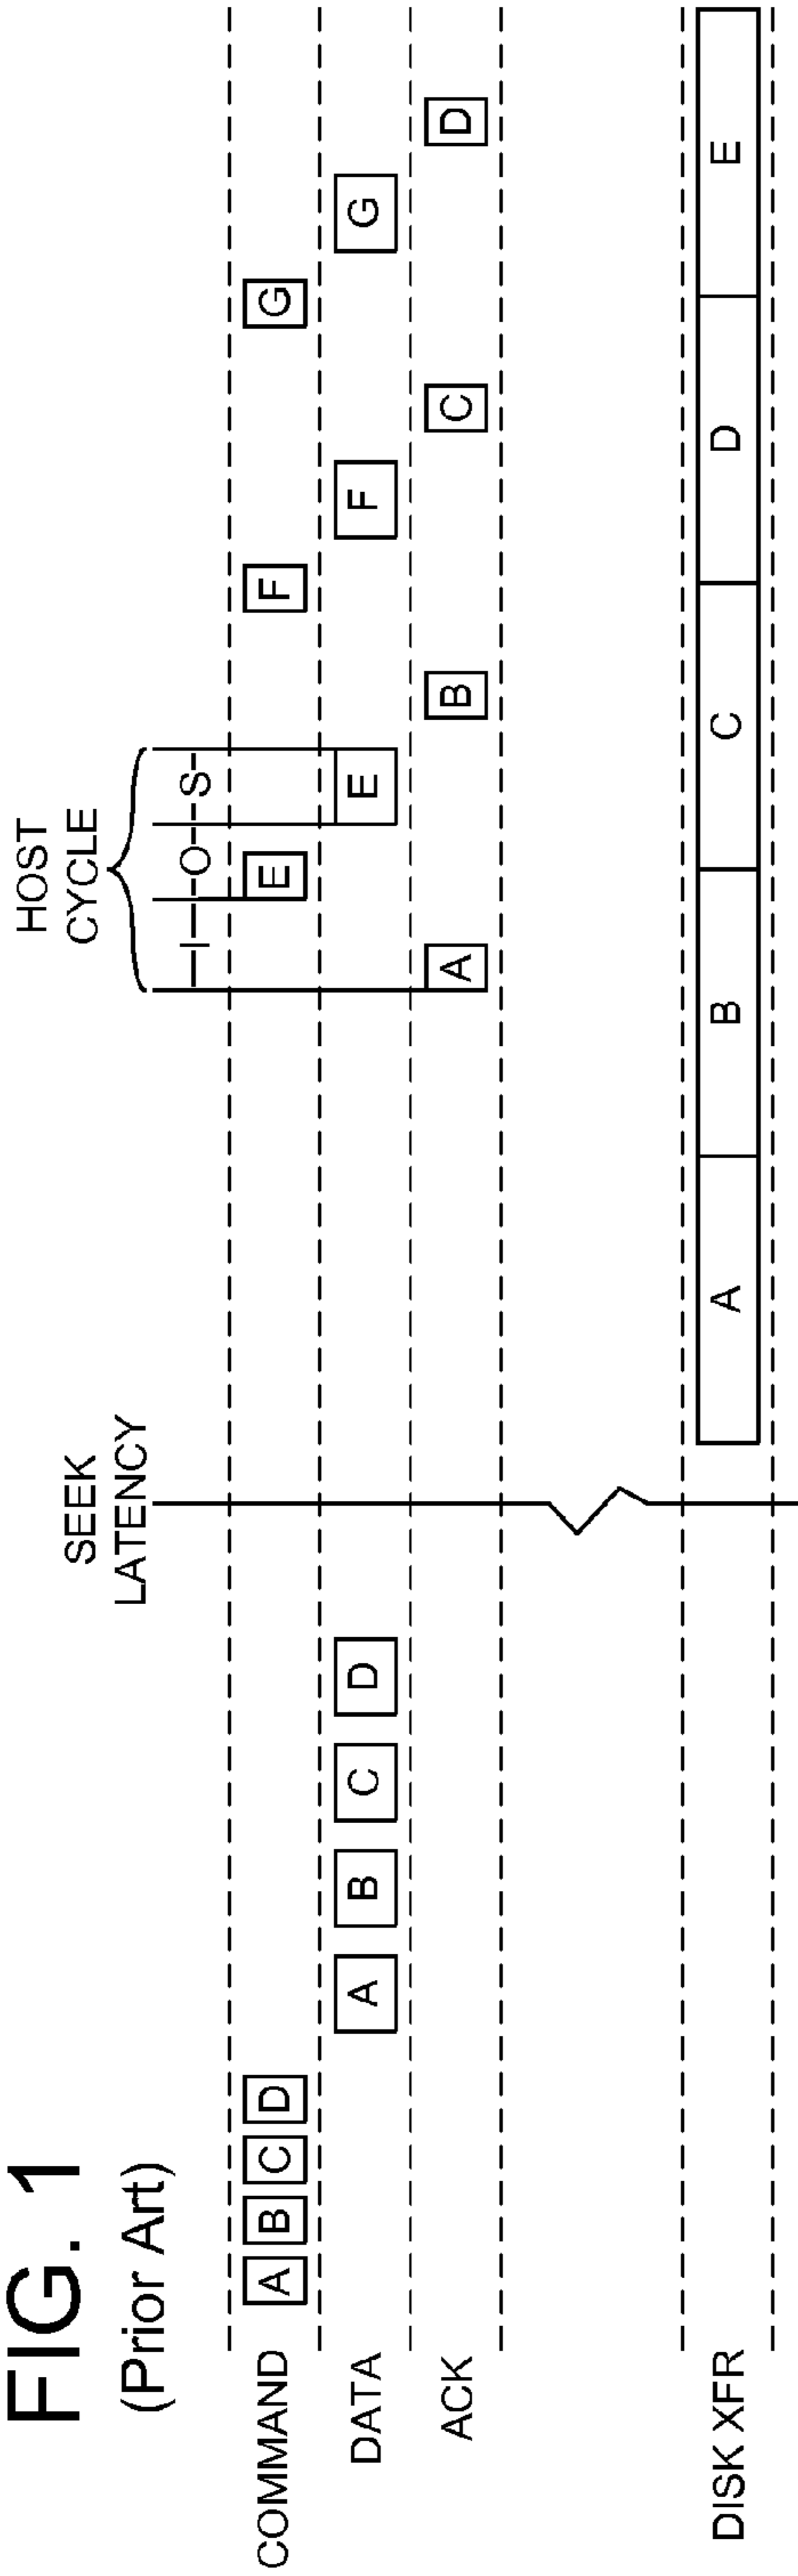 FIG. 1
(Prior Art)
SEEK
LATENCY
HOST
CYCLE
I O S
COMMAND A B C D E F G
DATA A B C D E F G
ACK A B C D
DISK XFR A B C D E